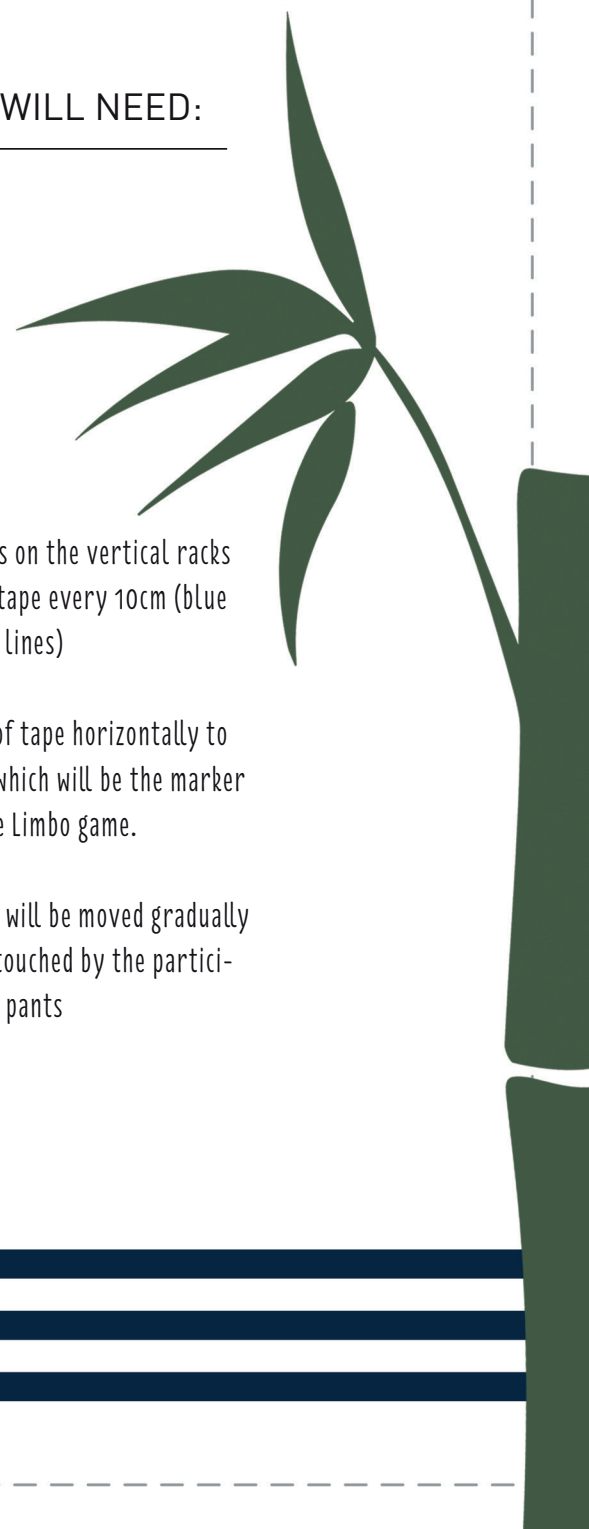 WILL NEED:
s on the vertical racks
tape every 10cm (blue
lines)
of tape horizontally to
which will be the marker
e Limbo game.
will be moved gradually
touched by the partici-
pants